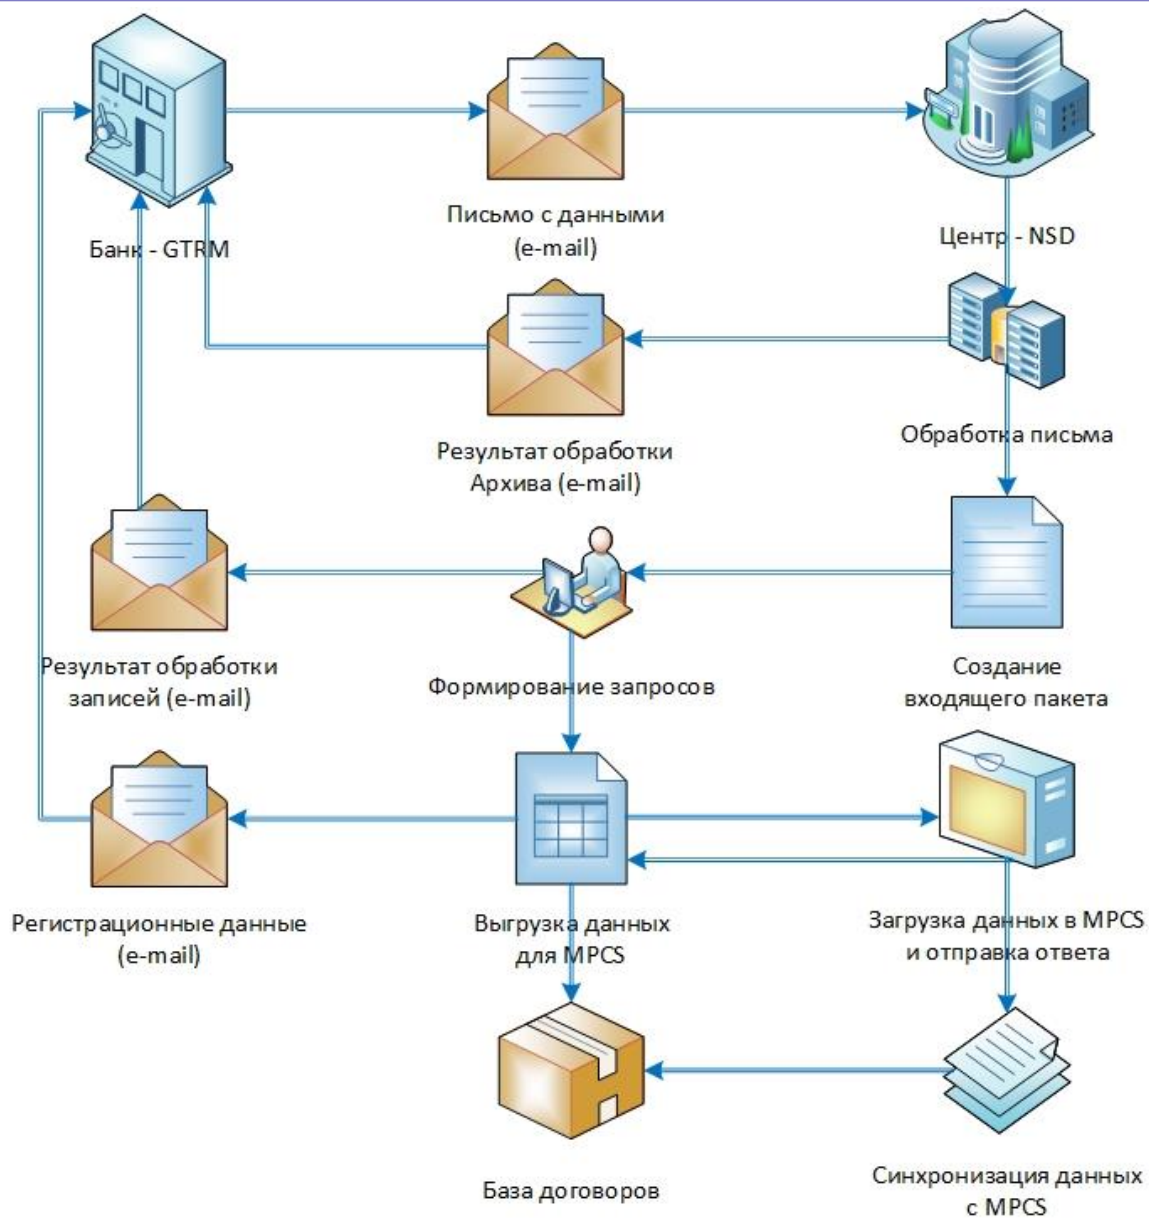 Письмо с данными
(e-mail)
Банк - GTRM
Центр - NSD
Обработка письма
Результат обработки
Архива (e-mail)
Результат обработки
записей (e-mail)
Формирование запросов
Создание
входящего пакета
Регистрационные данные
(e-mail)
Выгрузка данных
для MPCS
Загрузка данных в MPCS
и отправка ответа
База договоров
Синхронизация данных
с MPCS